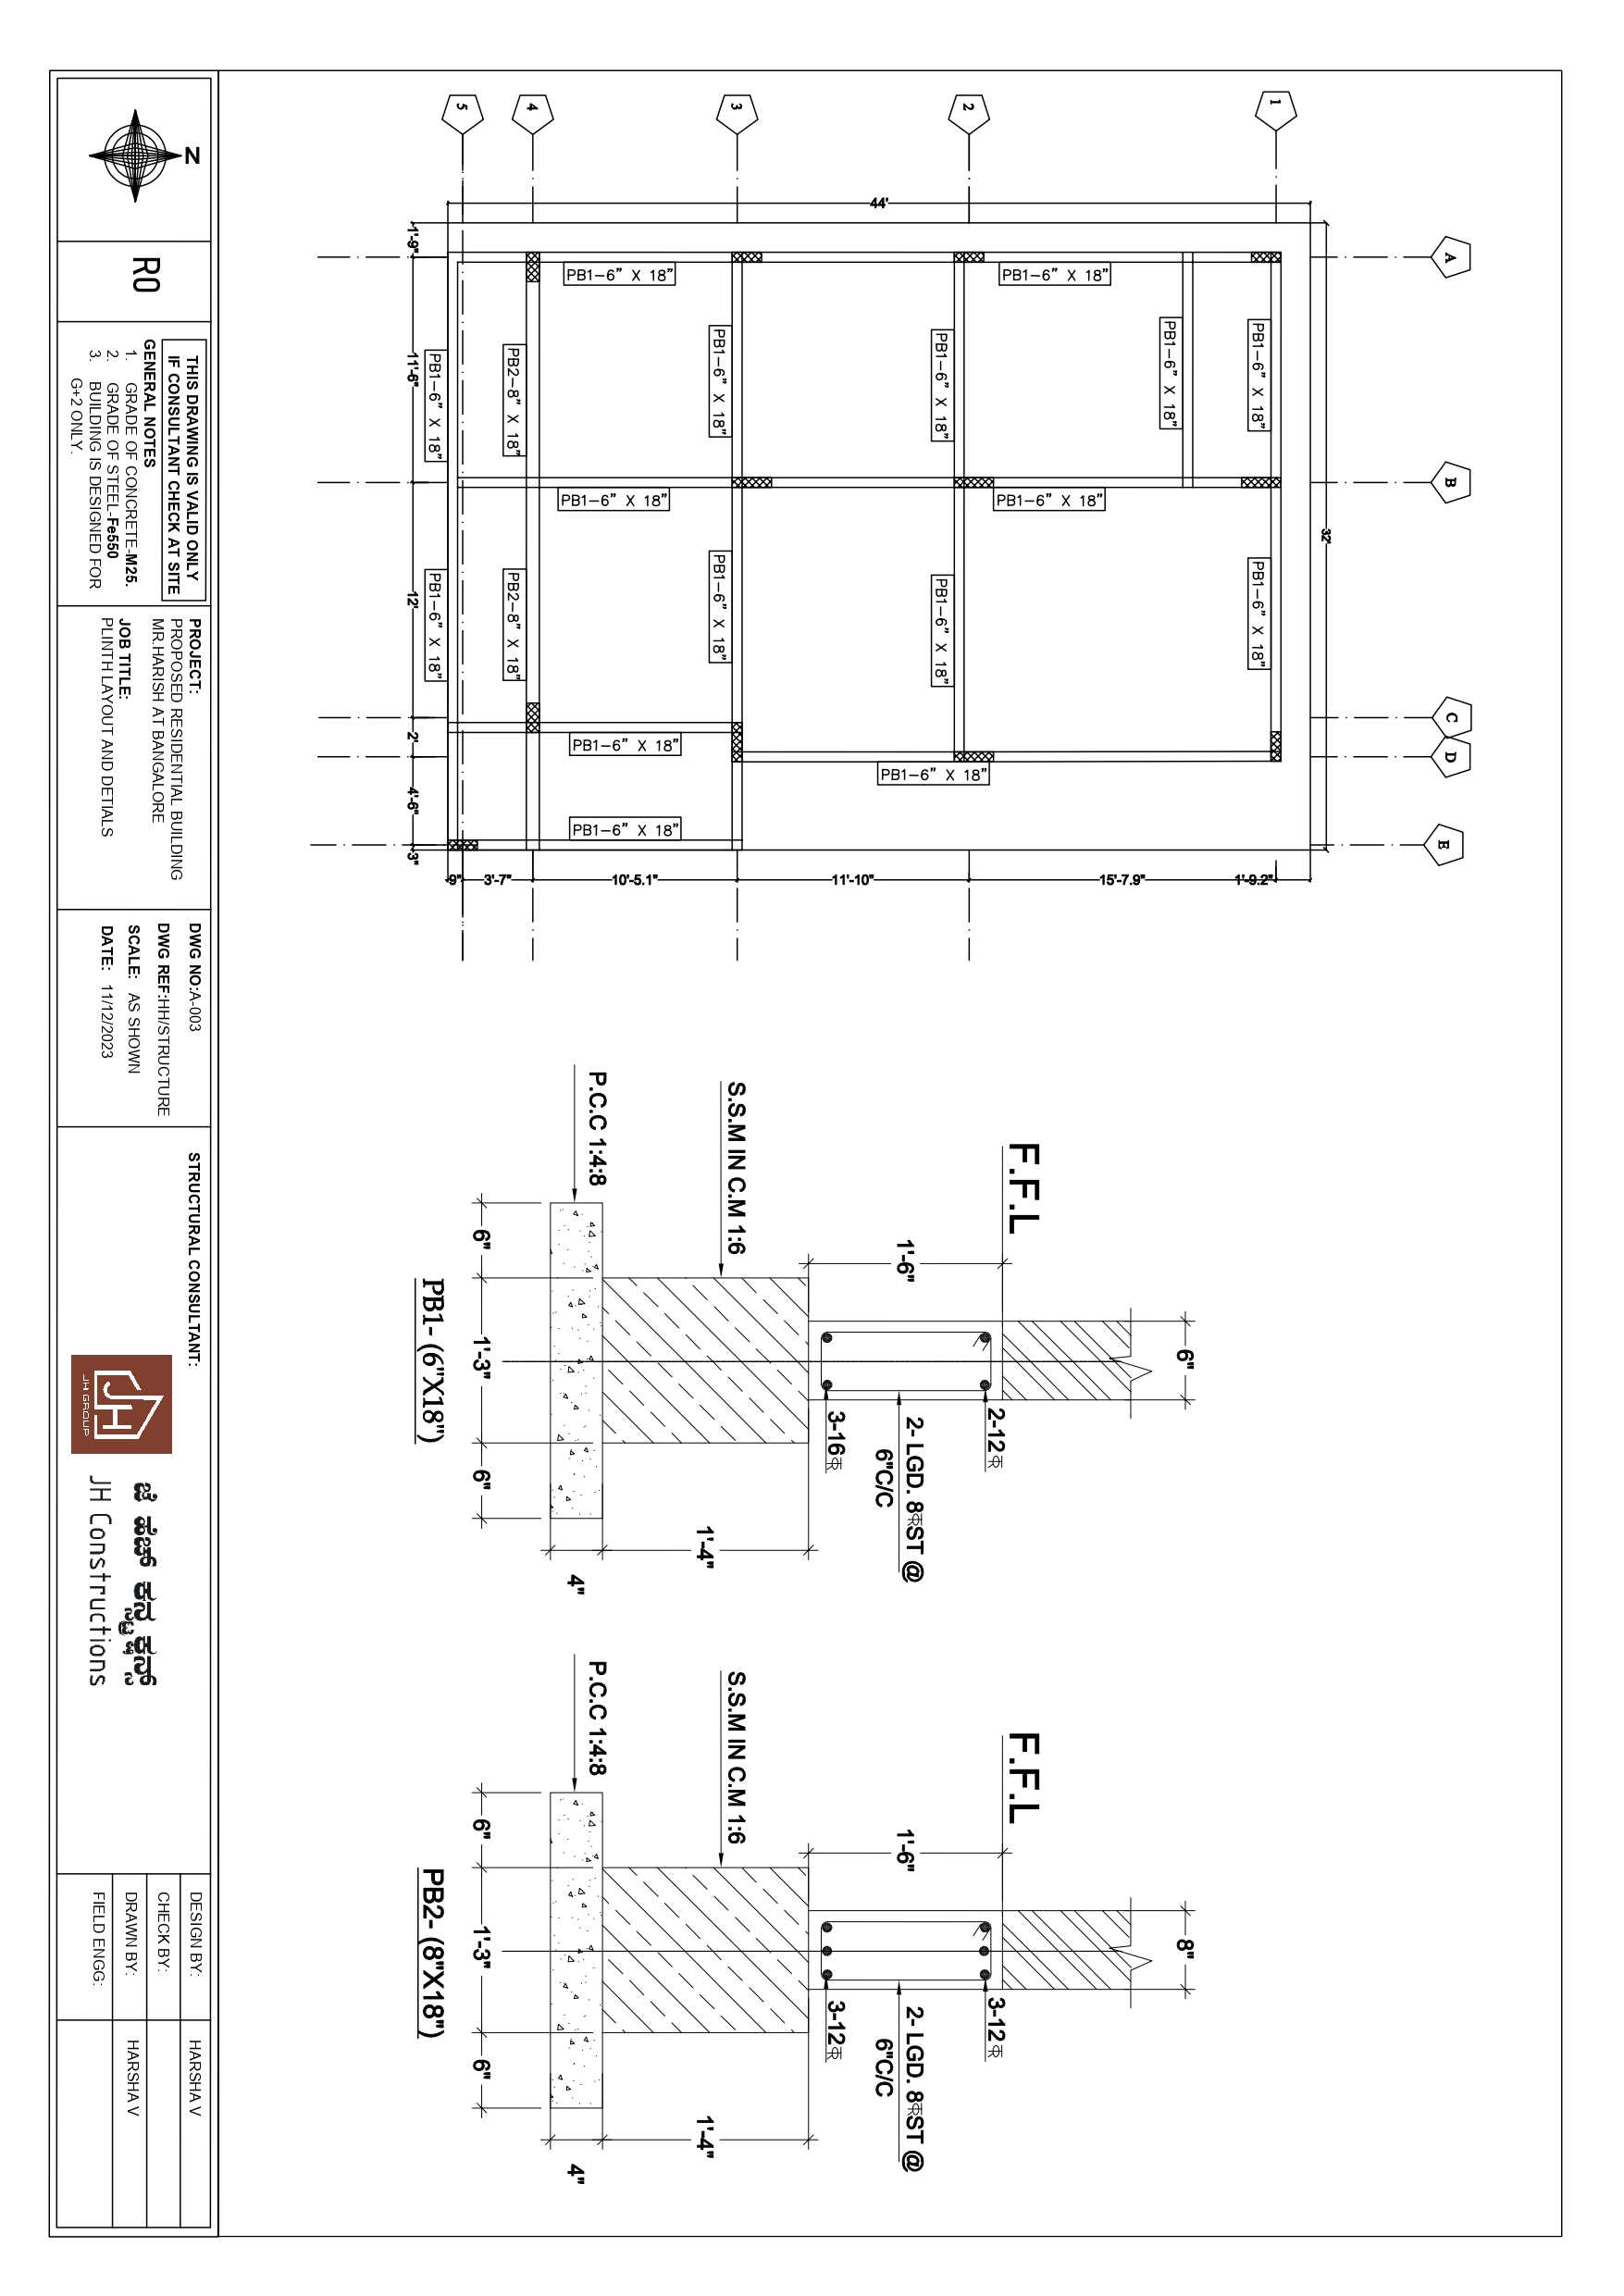 1
2
3
4
5
A
B
C
D
E
44'
32'
1'-9"
11'-6"
12'
2'
4'-6"
3"
9"
3'-7"
10'-5.1"
11'-10"
15'-7.9"
1'-9.2"
PB1-6" X 18"
PB1-6" X 18"
PB1-6" X 18"
PB1-6" X 18"
PB1-6" X 18"
PB1-6" X 18"
PB2-8" X 18"
PB1-6" X 18"
PB1-6" X 18"
PB1-6" X 18"
PB1-6" X 18"
PB1-6" X 18"
PB1-6" X 18"
PB2-8" X 18"
PB1-6" X 18"
PB1-6" X 18"
PB1-6" X 18"
PB1-6" X 18"
F.F.L
6"
1'-6"
2-12
2- LGD. 8 ST @
6"C/C
3-16
S.S.M IN C.M 1:6
P.C.C 1:4:8
1'-4"
4"
6"
1'-3"
6"
PB1- (6"X18")
F.F.L
8"
1'-6"
3-12
2- LGD. 8 ST @
6"C/C
3-12
S.S.M IN C.M 1:6
P.C.C 1:4:8
1'-4"
4"
6"
1'-3"
6"
PB2- (8"X18")
N
R0
THIS DRAWING IS VALID ONLY
IF CONSULTANT CHECK AT SITE
GENERAL NOTES
1. GRADE OF CONCRETE-M25.
2. GRADE OF STEEL-Fe550
3. BUILDING IS DESIGNED FOR
G+2 ONLY.
PROJECT:
PROPOSED RESIDENTIAL BUILDING
MR.HARISH AT BANGALORE
JOB TITLE:
PLINTH LAYOUT AND DETIALS
DWG NO:A-003
DWG REF:HH/STRUCTURE
SCALE: AS SHOWN
DATE: 11/12/2023
STRUCTURAL CONSULTANT:
JH
JH GROUP
JH Constructions
DESIGN BY: HARSHA V
CHECK BY:
DRAWN BY: HARSHA V
FIELD ENGG: